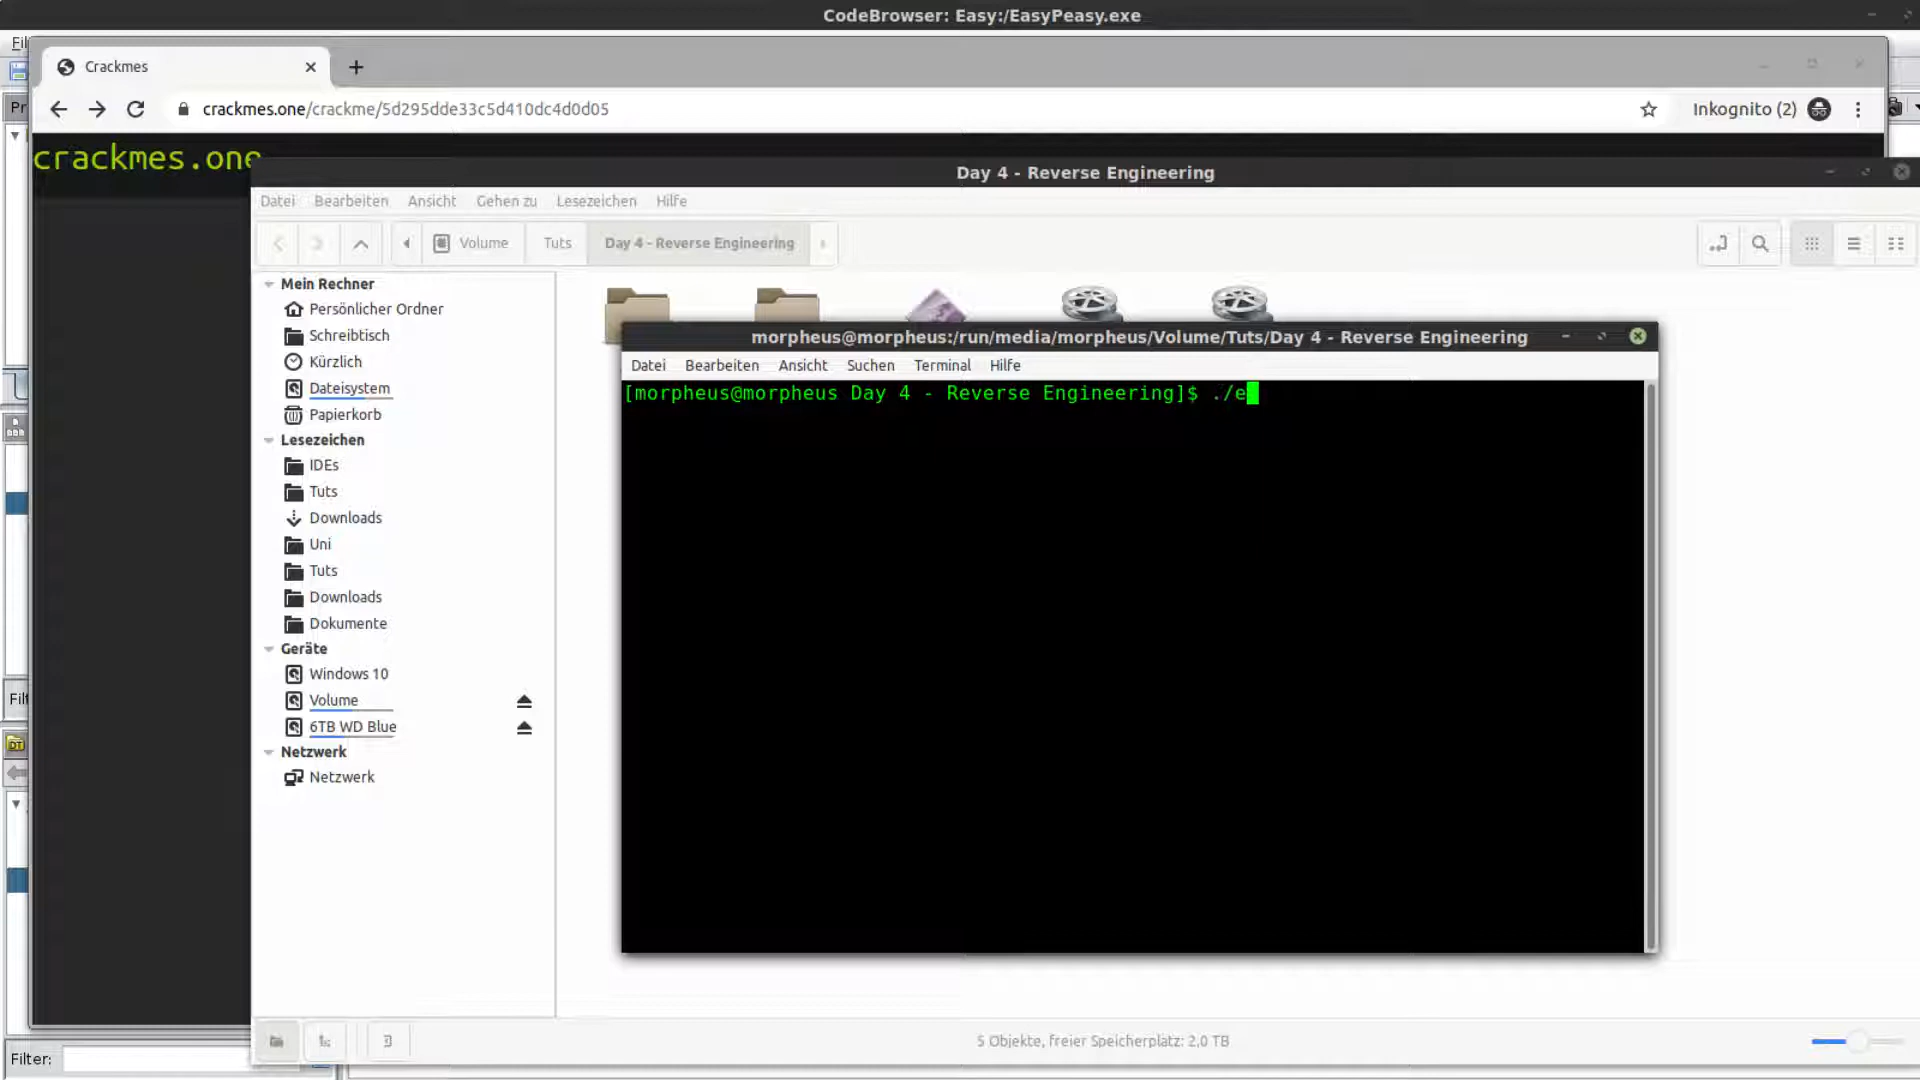 CodeBrowser: Easy:/EasyPeasy.exe
Crackmes
crackmes.one/crackme/5d295dde33c5d410dc4d0d05
Inkognito (2)
crackmes.one
Day 4 - Reverse Engineering
Datei Bearbeiten Ansicht Gehen zu Lesezeichen Hilfe
Volume Tuts Day 4 - Reverse Engineering
Mein Rechner
Persönlicher Ordner
Schreibtisch
Kürzlich
Dateisystem
Papierkorb
Lesezeichen
IDEs
Tuts
Downloads
Uni
Tuts
Downloads
Dokumente
Geräte
Windows 10
Volume
6TB WD Blue
Netzwerk
Netzwerk
morpheus@morpheus:/run/media/morpheus/Volume/Tuts/Day 4 - Reverse Engineering
Datei Bearbeiten Ansicht Suchen Terminal Hilfe
[morpheus@morpheus Day 4 - Reverse Engineering]$ ./e
5 Objekte, freier Speicherplatz: 2,0 TB
Filter: